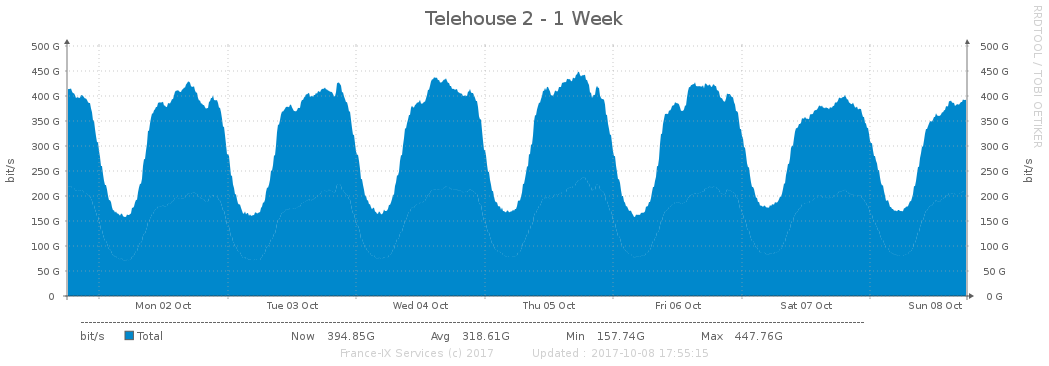 Telehouse 2 - 1 Week
RRDTOOL / TOBI OETIKER
500 G 500 G
450 G 450 G
400 G 400 G
350 G 350 G
300 G 300 G
250 G 250 G
200 G 200 G
150 G 150 G
100 G 100 G
50 G 50 G
0 0 G
bit/s bit/s
Mon 02 Oct Tue 03 Oct Wed 04 Oct Thu 05 Oct Fri 06 Oct Sat 07 Oct Sun 08 Oct
bit/s Total Now 394.85G Avg 318.61G Min 157.74G Max 447.76G
France-IX Services (c) 2017 Updated : 2017-10-08 17:55:15